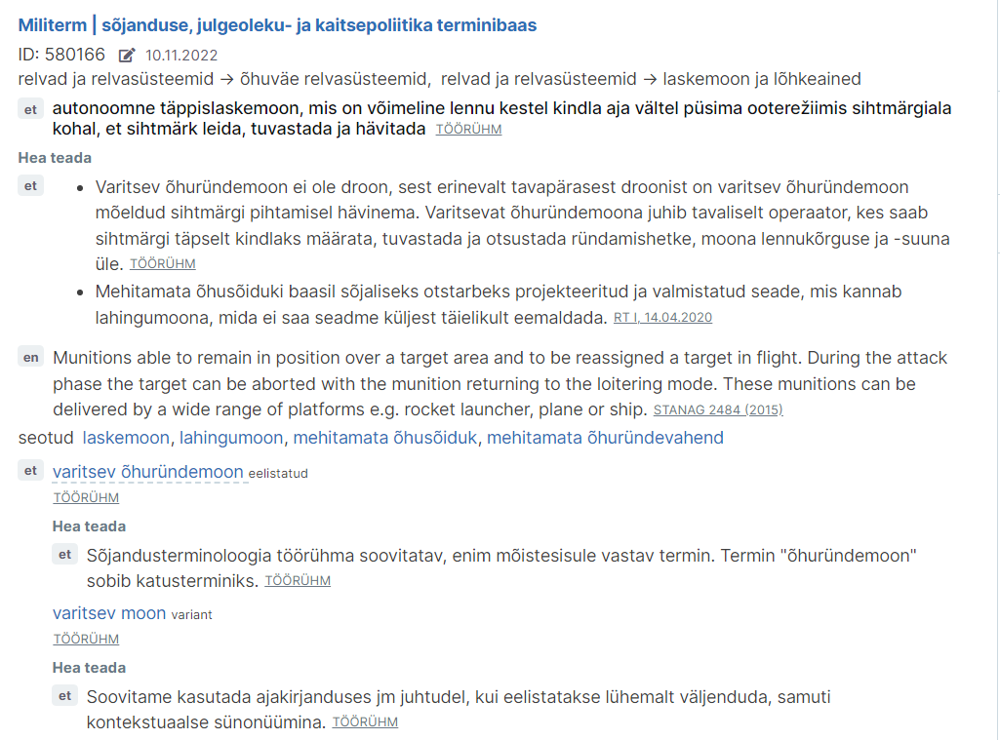 Militerm | sõjanduse, julgeoleku- ja kaitsepoliitika terminibaas
ID: 580166 10.11.2022
relvad ja relvasüsteemid → õhuväe relvasüsteemid, relvad ja relvasüsteemid → laskemoon ja lõhkeained
et autonoomne täppislaskemoon, mis on võimeline lennu kestel kindla aja vältel püsima ooterežiimis sihtmärgiala
kohal, et sihtmärk leida, tuvastada ja hävitada TÖÖRÜHM
Hea teada
et • Varitsev õhuründemoon ei ole droon, sest erinevalt tavapärasest droonist on varitsev õhuründemoon
mõeldud sihtmärgi pihtamisel hävinema. Varitsevat õhuründemoona juhib tavaliselt operaator, kes saab
sihtmärgi täpselt kindlaks määrata, tuvastada ja otsustada ründamishetke, moona lennukõrguse ja -suuna
üle. TÖÖRÜHM
• Mehitamata õhusõiduki baasil sõjaliseks otstarbeks projekteeritud ja valmistatud seade, mis kannab
lahingumoona, mida ei saa seadme küljest täielikult eemaldada. RT I, 14.04.2020
en Munitions able to remain in position over a target area and to be reassigned a target in flight. During the attack
phase the target can be aborted with the munition returning to the loitering mode. These munitions can be
delivered by a wide range of platforms e.g. rocket launcher, plane or ship. STANAG 2484 (2015)
seotud laskemoon, lahingumoon, mehitamata õhusõiduk, mehitamata õhuründevahend
et varitsev õhuründemoon eelistatud
TÖÖRÜHM
Hea teada
et Sõjandusterminoloogia töörühma soovitatav, enim mõistesisule vastav termin. Termin "õhuründemoon"
sobib katusterminiks. TÖÖRÜHM
varitsev moon variant
TÖÖRÜHM
Hea teada
et Soovitame kasutada ajakirjanduses jm juhtudel, kui eelistatakse lühemalt väljenduda, samuti
kontekstuaalse sünonüümina. TÖÖRÜHM